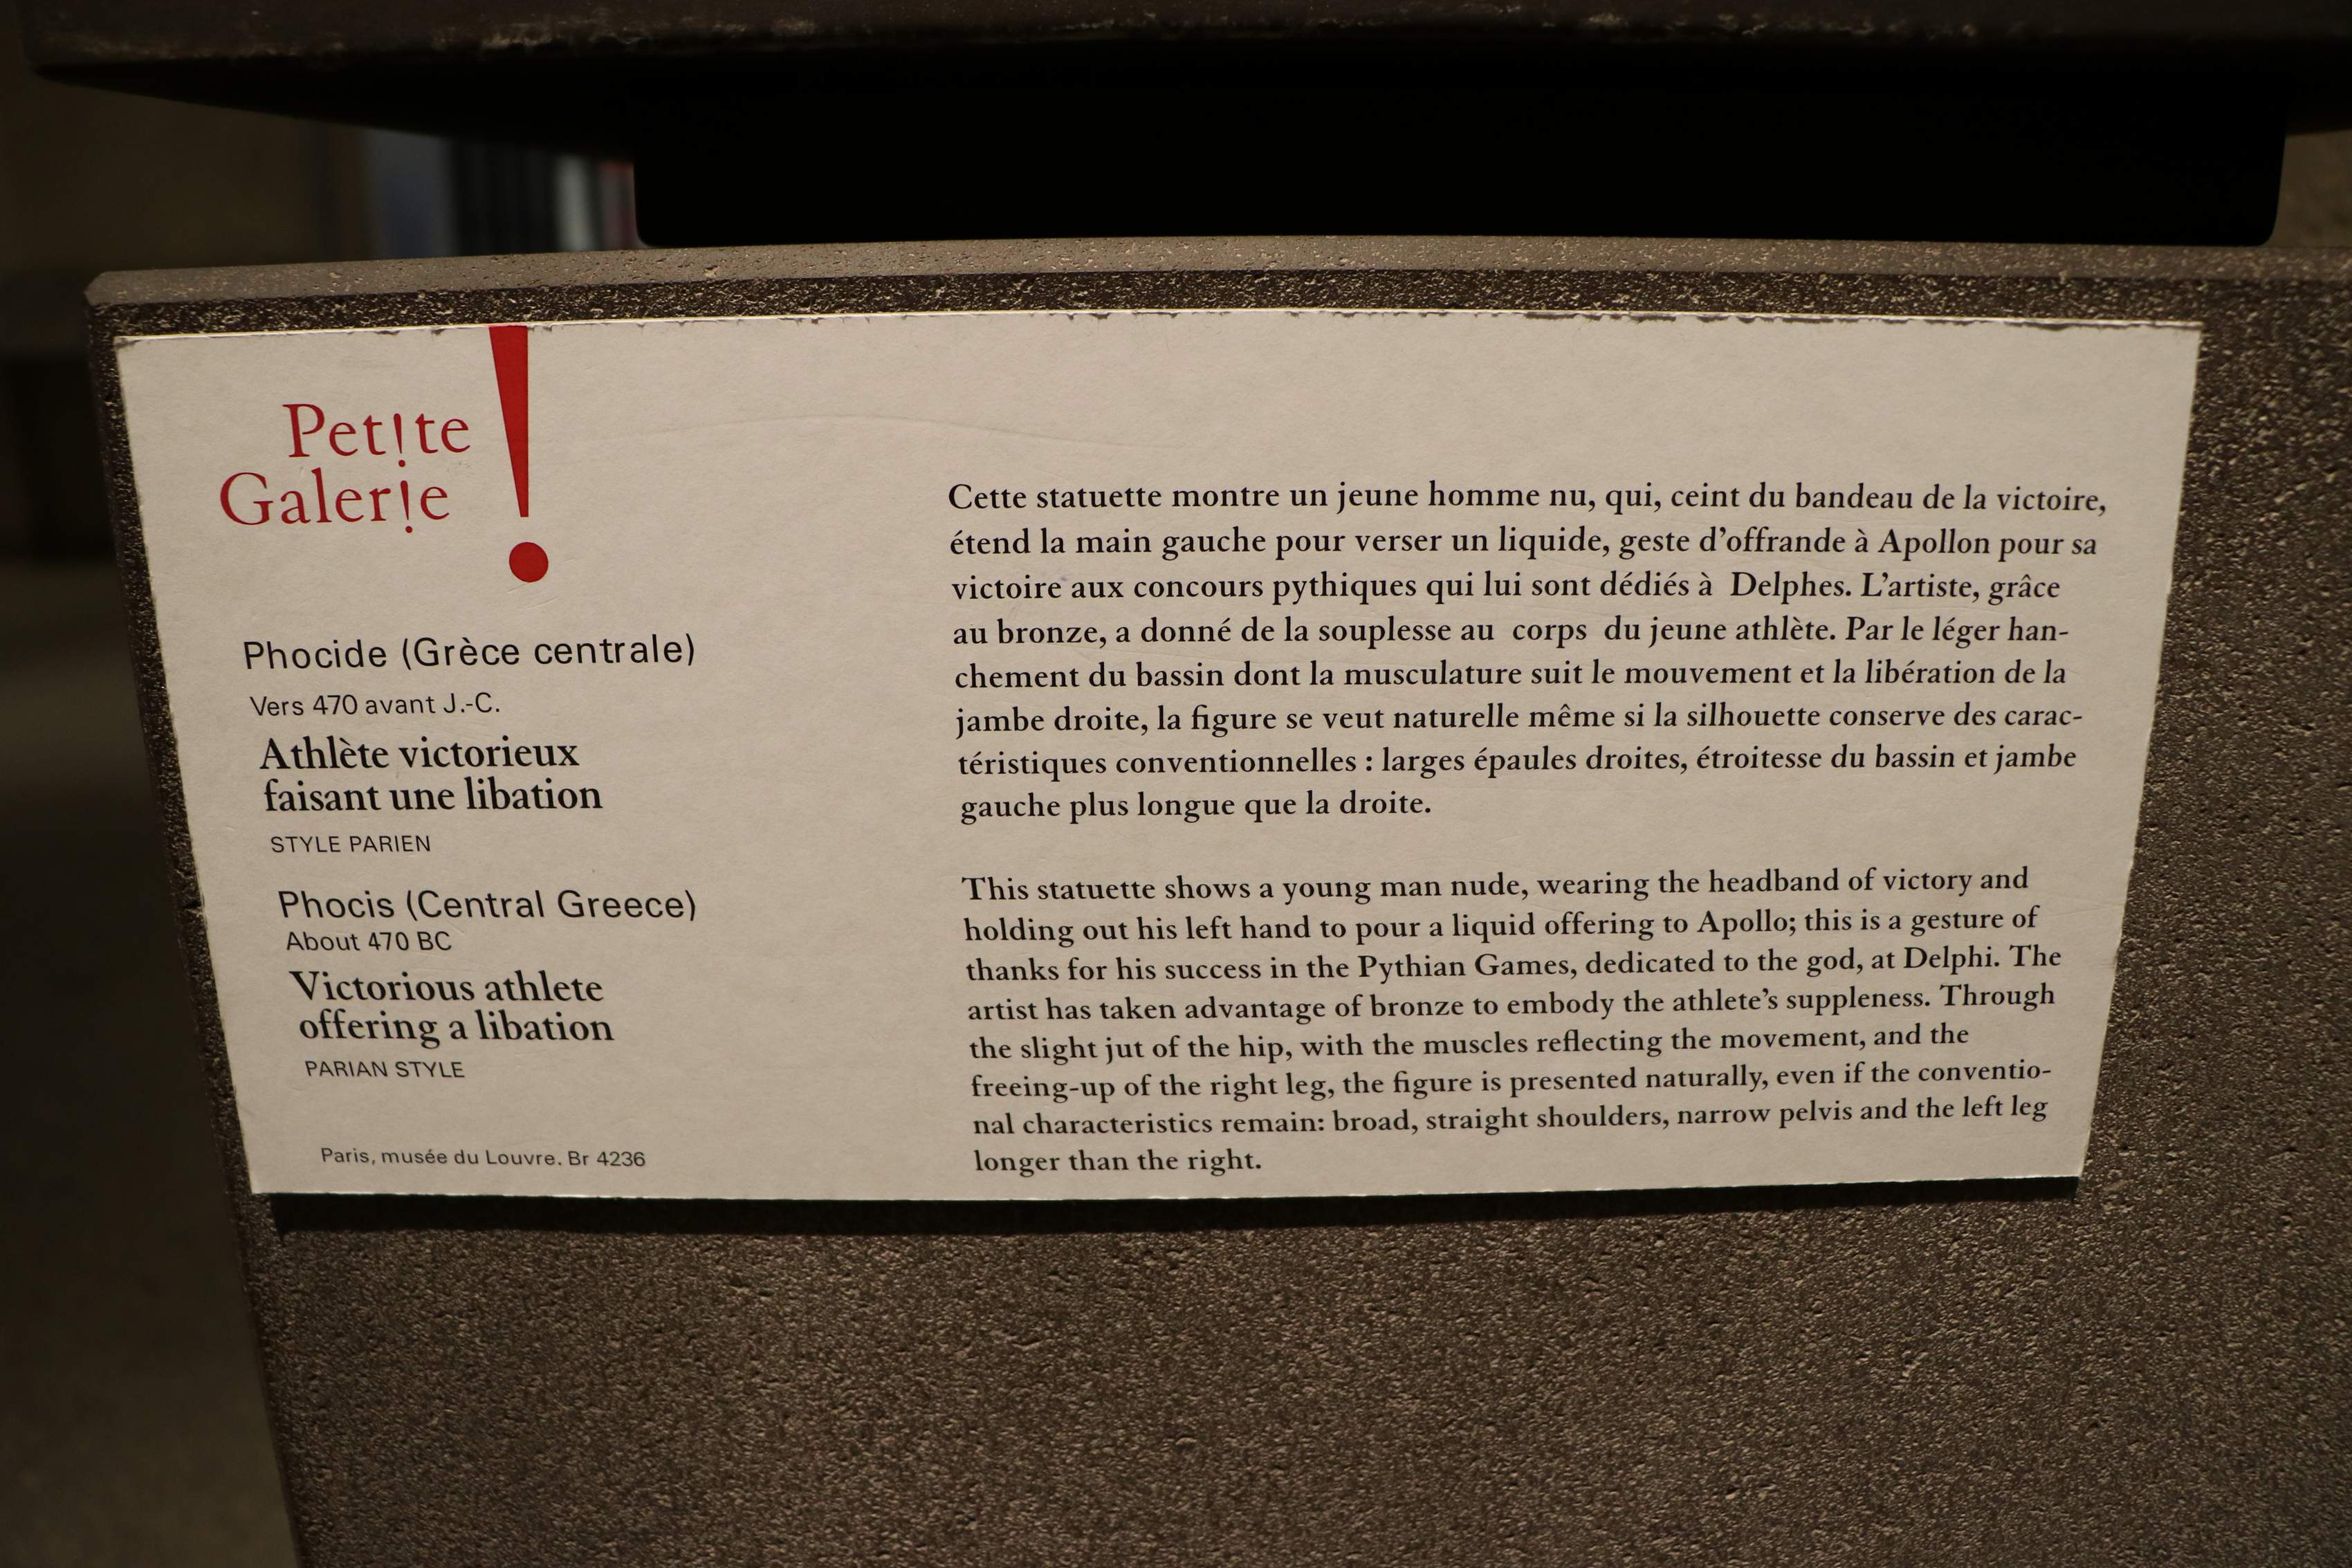 Pet!te
Galer!e
!
Phocide (Grèce centrale)
Vers 470 avant J.-C.
Athlète victorieux
faisant une libation
STYLE PARIEN
Phocis (Central Greece)
About 470 BC
Victorious athlete
offering a libation
PARIAN STYLE
Paris, musée du Louvre. Br 4236
Cette statuette montre un jeune homme nu, qui, ceint du bandeau de la victoire,
étend la main gauche pour verser un liquide, geste d'offrande à Apollon pour sa
victoire aux concours pythiques qui lui sont dédiés à Delphes. L'artiste, grâce
au bronze, a donné de la souplesse au corps du jeune athlète. Par le léger han-
chement du bassin dont la musculature suit le mouvement et la libération de la
jambe droite, la figure se veut naturelle même si la silhouette conserve des carac-
téristiques conventionnelles : larges épaules droites, étroitesse du bassin et jambe
gauche plus longue que la droite.
This statuette shows a young man nude, wearing the headband of victory and
holding out his left hand to pour a liquid offering to Apollo; this is a gesture of
thanks for his success in the Pythian Games, dedicated to the god, at Delphi. The
artist has taken advantage of bronze to embody the athlete's suppleness. Through
the slight jut of the hip, with the muscles reflecting the movement, and the
freeing-up of the right leg, the figure is presented naturally, even if the conventio-
nal characteristics remain: broad, straight shoulders, narrow pelvis and the left leg
longer than the right.